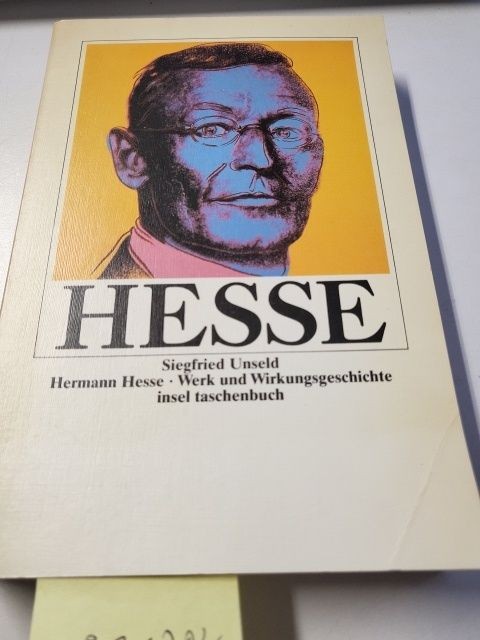 HESSE
Siegfried Unseld
Hermann Hesse · Werk und Wirkungsgeschichte
insel taschenbuch